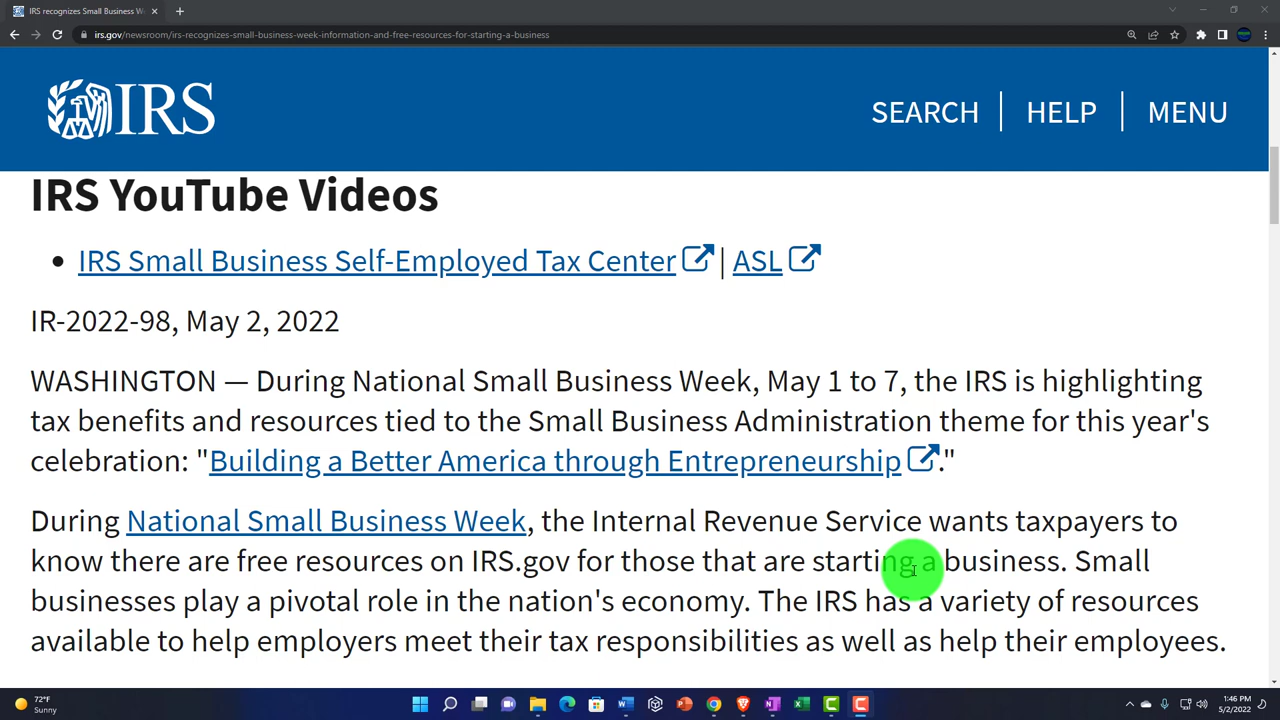 IRS recognizes Small Business W
irs.gov/newsroom/irs-recognizes-small-business-week-information-and-free-resources-for-starting-a-business
IRS
SEARCH
HELP
MENU
IRS YouTube Videos
• IRS Small Business Self-Employed Tax Center | ASL
IR-2022-98, May 2, 2022
WASHINGTON — During National Small Business Week, May 1 to 7, the IRS is highlighting
tax benefits and resources tied to the Small Business Administration theme for this year's
celebration: "Building a Better America through Entrepreneurship."
During National Small Business Week, the Internal Revenue Service wants taxpayers to
know there are free resources on IRS.gov for those that are starting a business. Small
businesses play a pivotal role in the nation's economy. The IRS has a variety of resources
available to help employers meet their tax responsibilities as well as help their employees.
72°F
Sunny
1:46 PM
5/2/2022